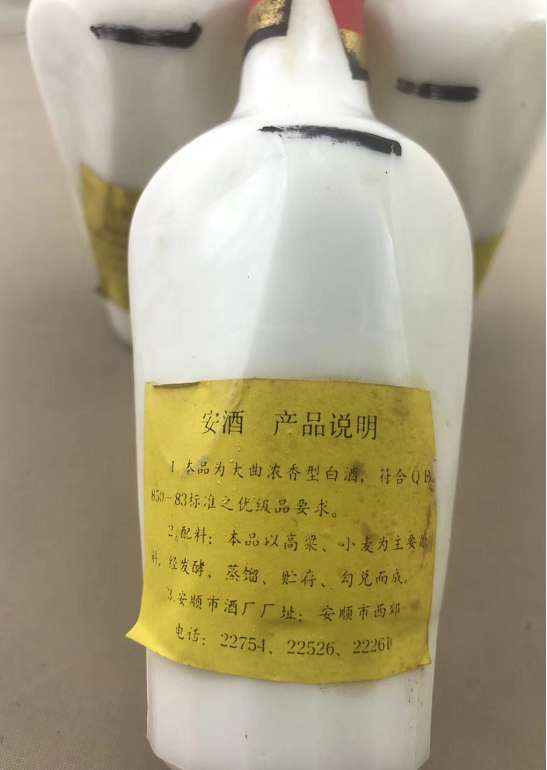 安酒 产品说明
1 本品为大曲浓香型白酒，符合QB
850-83标准之优级品要求。
2.配料：本品以高粱、小麦为主要
料，经发酵、蒸馏、贮存、勾兑而成。
3.安顺市酒厂厂址：安顺市西郊
电话：22754、22526、22261